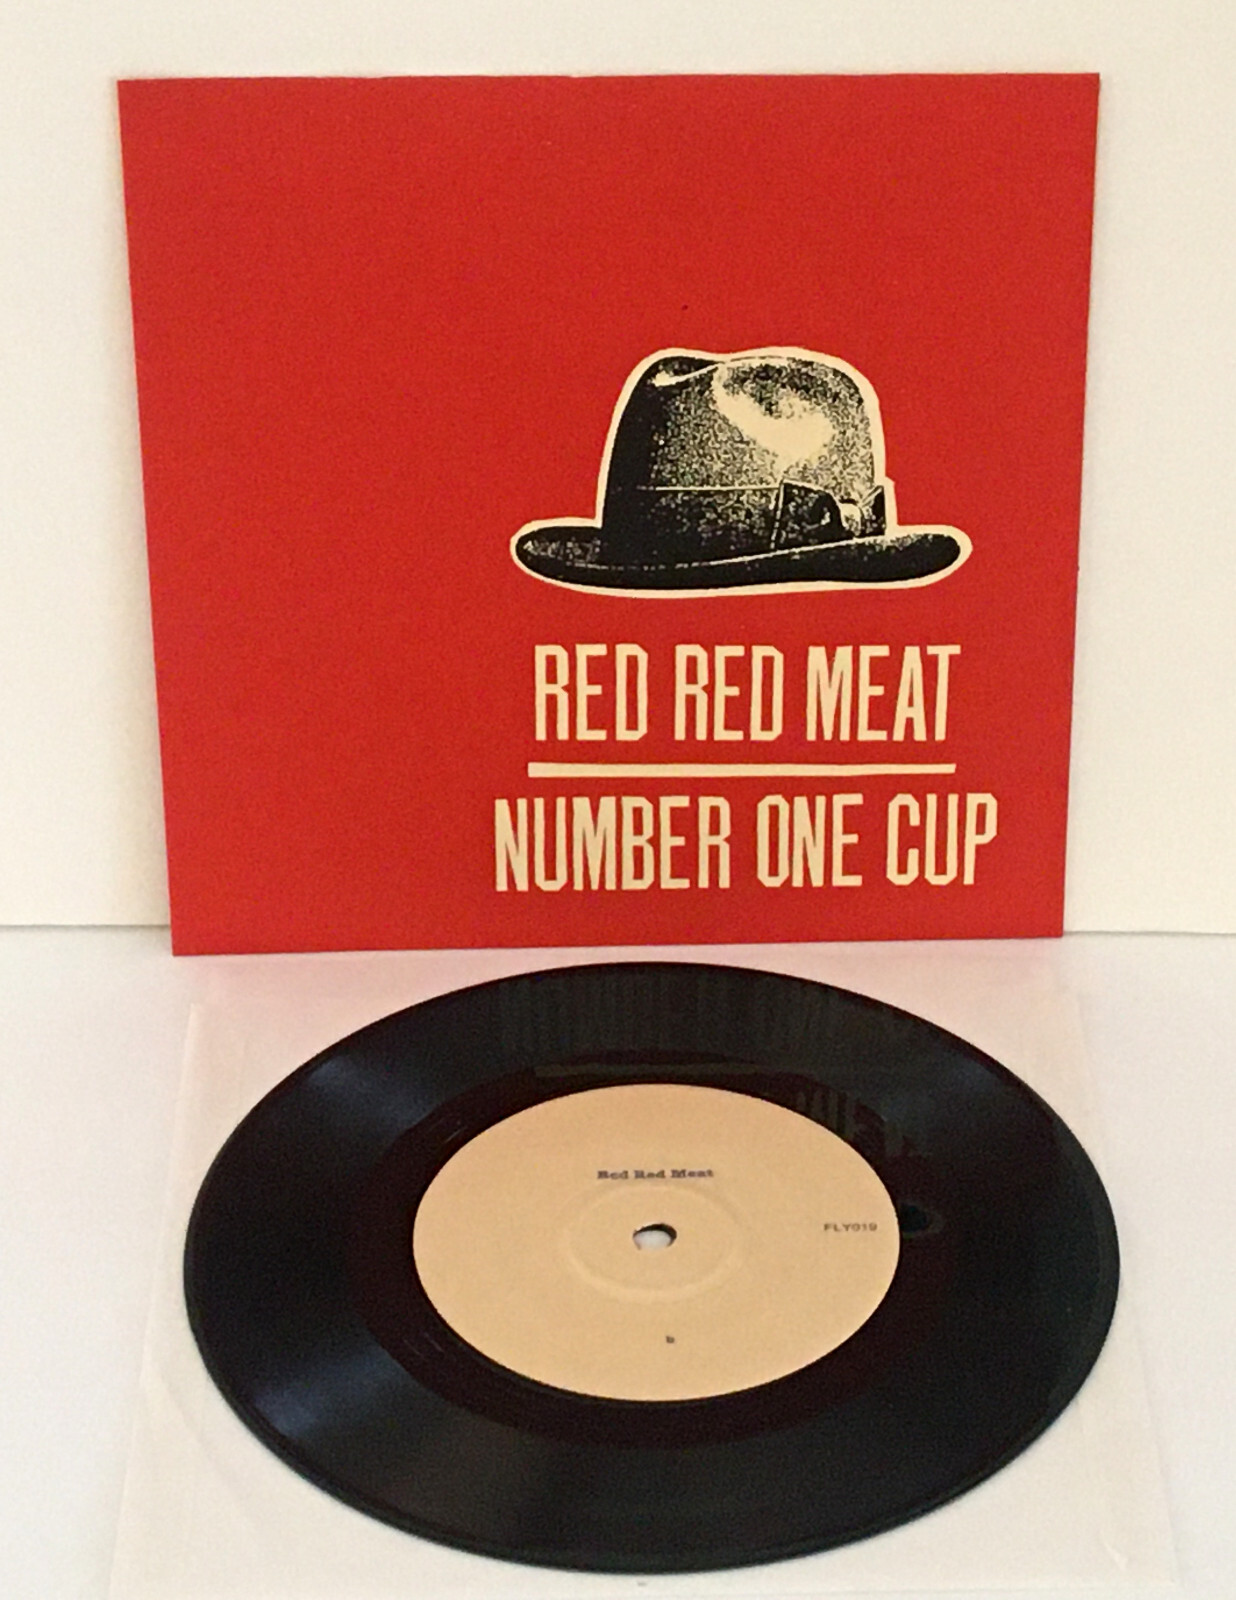 RED RED MEAT
NUMBER ONE CUP
Red Red Meat
FLY019
b